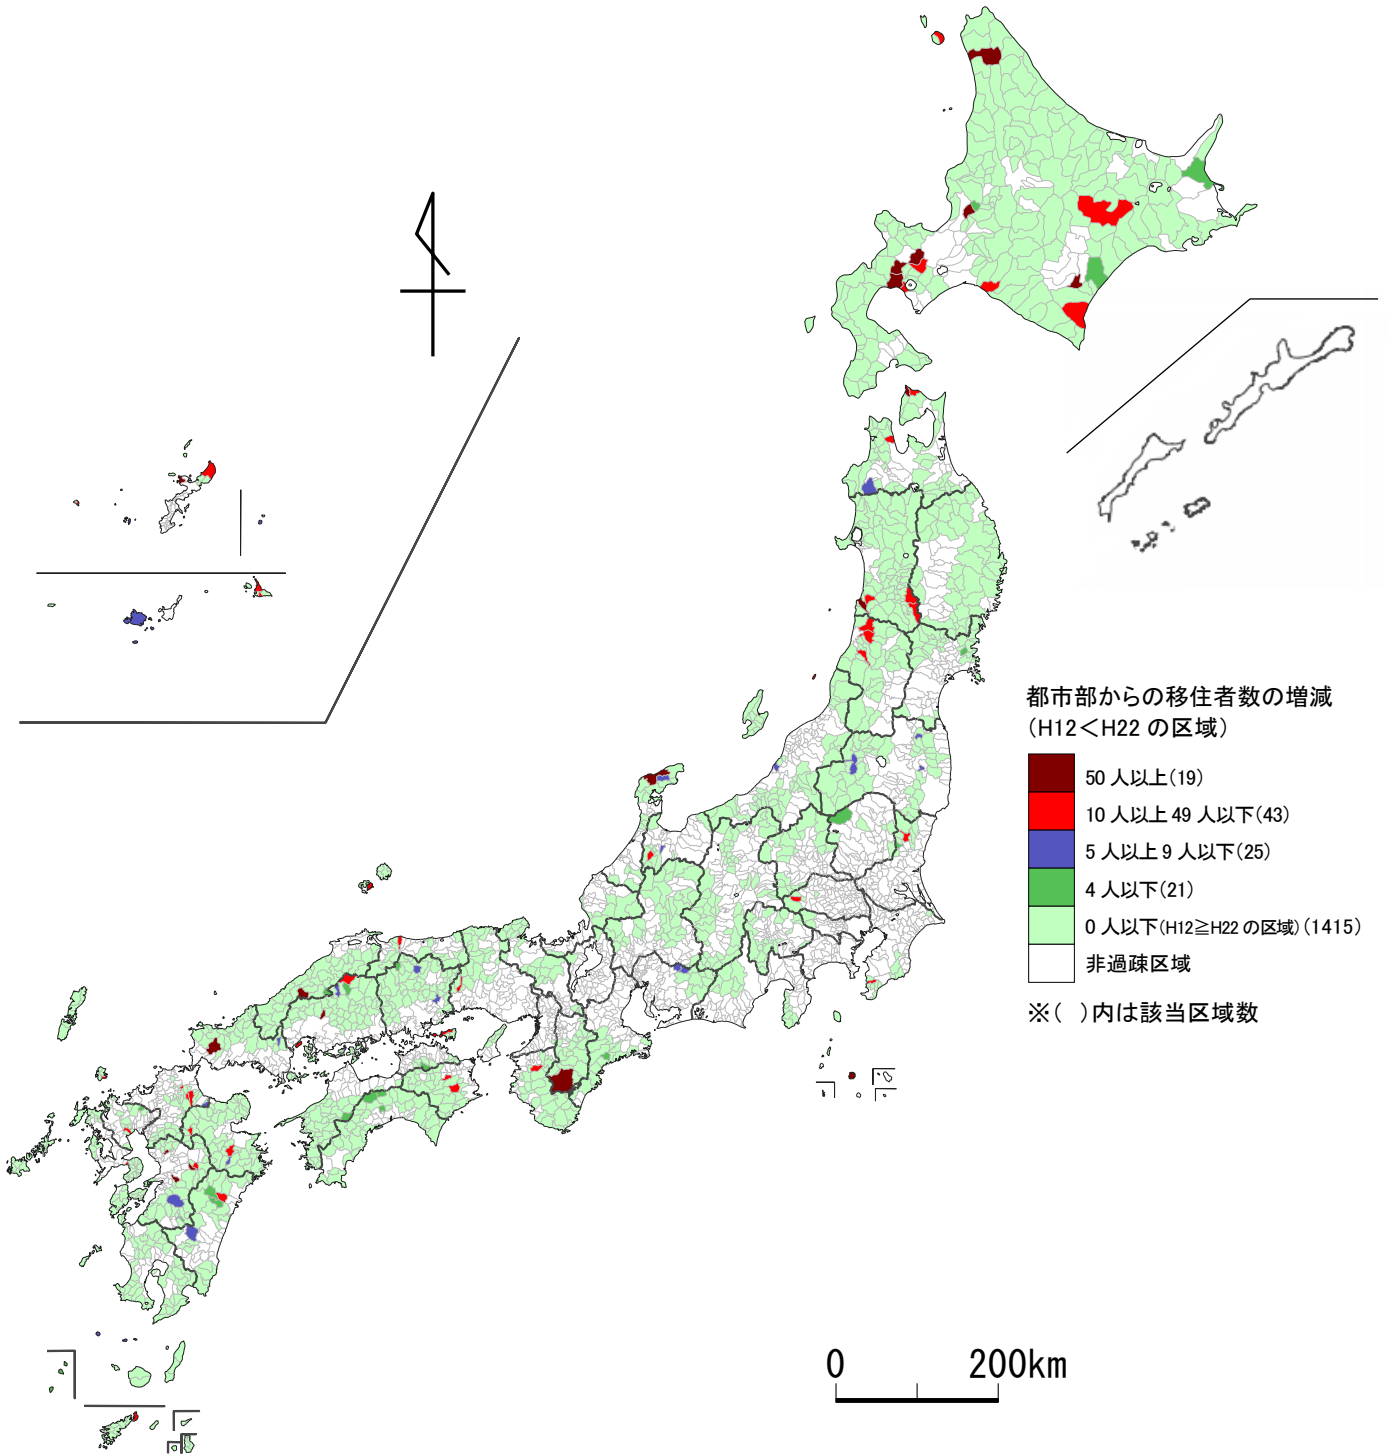 都市部からの移住者数の増減
(H12＜H22 の区域)
50 人以上(19)
10 人以上 49 人以下(43)
5 人以上 9 人以下(25)
4 人以下(21)
0 人以下(H12≧H22 の区域)(1415)
非過疎区域
※( )内は該当区域数
0 200km